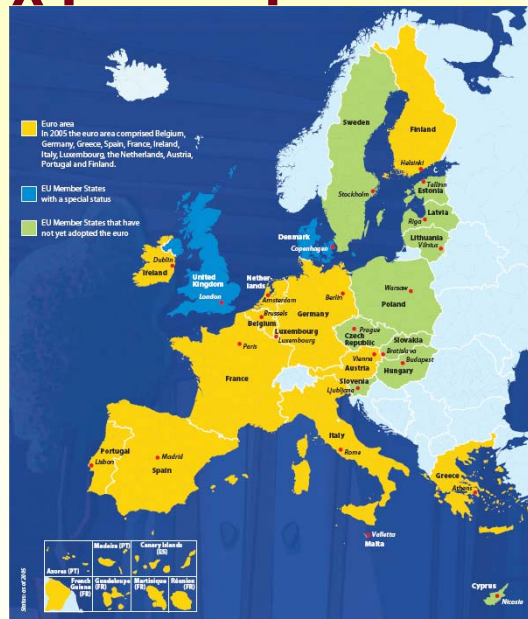 Euro area
In 2005 the euro area comprised Belgium,
Germany, Greece, Spain, France, Ireland,
Italy, Luxembourg, the Netherlands, Austria,
Portugal and Finland.
EU Member States
with a special status
EU Member States that have
not yet adopted the euro
Sweden
Finland
Helsinki
Stockholm
Tallinn
Estonia
Riga
Latvia
Lithuania
Vilnius
Denmark
Copenhagen
Dublin
Ireland
United
Kingdom
London
Nether-
lands
Amsterdam
Berlin
Germany
Warsaw
Poland
Brussels
Belgium
Luxembourg
Luxembourg
Prague
Czech
Republic
Slovakia
Bratislava
Vienna
Austria
Budapest
Hungary
Paris
France
Slovenia
Ljubljana
Italy
Rome
Portugal
Lisbon
Madrid
Spain
Greece
Athens
Valletta
Malta
Cyprus
Nicosia
Azores (PT)
Madeira (PT)
Canary Islands
(ES)
French
Guiana
(FR)
Guadeloupe
(FR)
Martinique
(FR)
Réunion
(FR)
Status: as of 2005